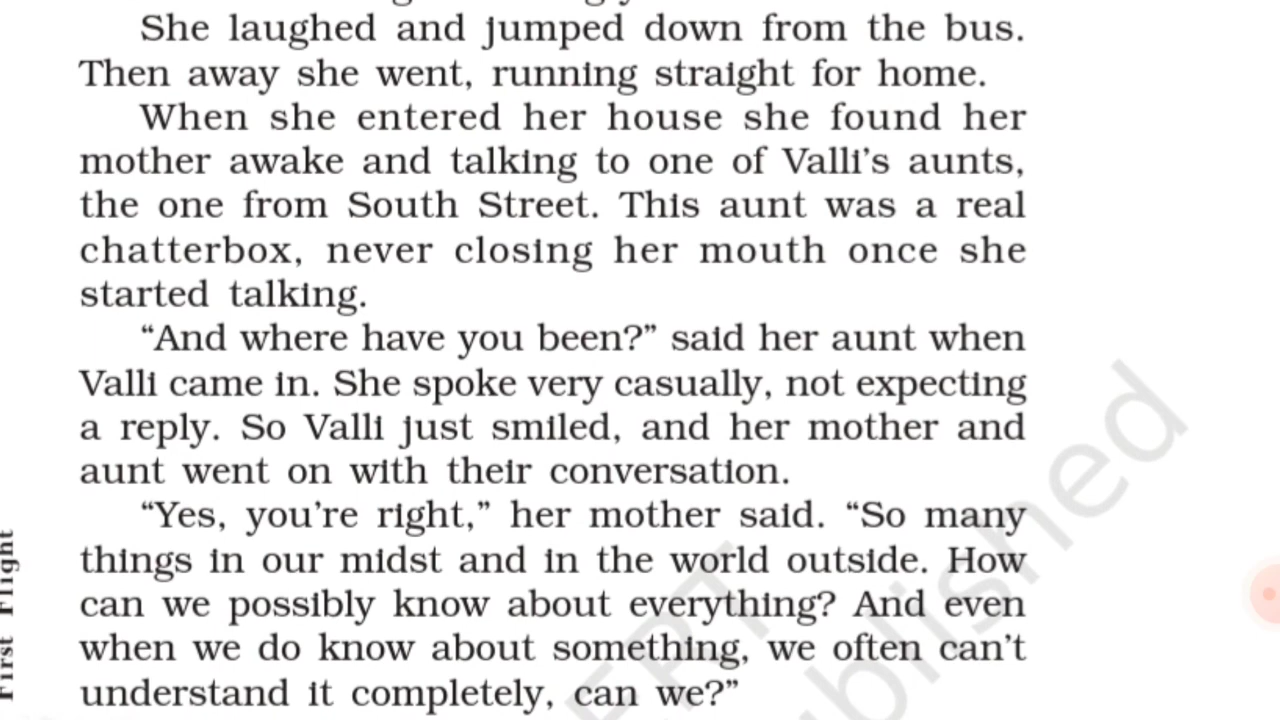 She laughed and jumped down from the bus.
Then away she went, running straight for home.
When she entered her house she found her
mother awake and talking to one of Valli's aunts,
the one from South Street. This aunt was a real
chatterbox, never closing her mouth once she
started talking.
“And where have you been?” said her aunt when
Valli came in. She spoke very casually, not expecting
a reply. So Valli just smiled, and her mother and
aunt went on with their conversation.
“Yes, you're right,” her mother said. “So many
things in our midst and in the world outside. How
can we possibly know about everything? And even
when we do know about something, we often can't
understand it completely, can we?”
First Flight